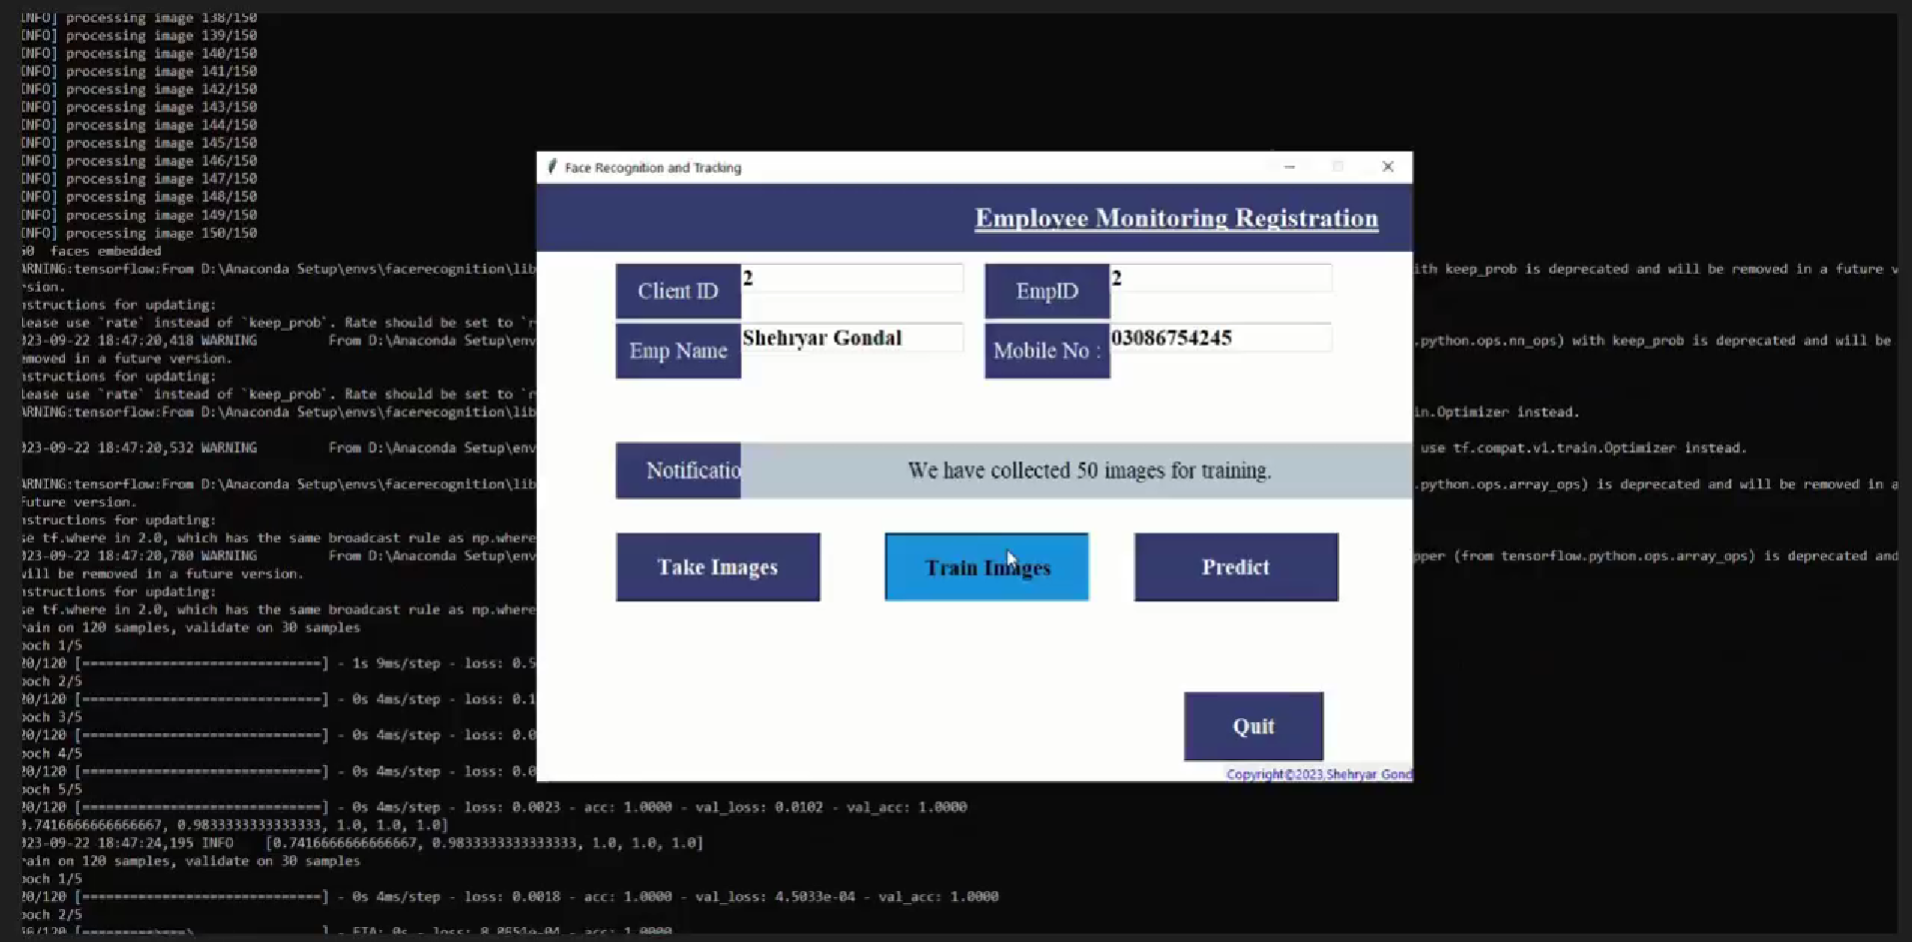 INFO] processing image 138/150
INFO] processing image 139/150
INFO] processing image 140/150
INFO] processing image 141/150
INFO] processing image 142/150
INFO] processing image 143/150
INFO] processing image 144/150
INFO] processing image 145/150
INFO] processing image 146/150
INFO] processing image 147/150
INFO] processing image 148/150
INFO] processing image 149/150
INFO] processing image 150/150
50 faces embedded
ARNING:tensorflow:From D:\Anaconda Setup\envs\facerecognition\lib
ith keep_prob is deprecated and will be removed in a future v
sion.
nstructions for updating:
lease use `rate` instead of `keep_prob`. Rate should be set to `r
023-09-22 18:47:20,418 WARNING From D:\Anaconda Setup\env
.python.ops.nn_ops) with keep_prob is deprecated and will be
emoved in a future version.
nstructions for updating:
lease use `rate` instead of `keep_prob`. Rate should be set to `r
ARNING:tensorflow:From D:\Anaconda Setup\envs\facerecognition\lib
in.Optimizer instead.
023-09-22 18:47:20,532 WARNING From D:\Anaconda Setup\env
use tf.compat.v1.train.Optimizer instead.
ARNING:tensorflow:From D:\Anaconda Setup\envs\facerecognition\lib
.python.ops.array_ops) is deprecated and will be removed in a
future version.
nstructions for updating:
se tf.where in 2.0, which has the same broadcast rule as np.where
023-09-22 18:47:20,780 WARNING From D:\Anaconda Setup\env
pper (from tensorflow.python.ops.array_ops) is deprecated and
will be removed in a future version.
nstructions for updating:
se tf.where in 2.0, which has the same broadcast rule as np.where
rain on 120 samples, validate on 30 samples
poch 1/5
20/120 [==============================] - 1s 9ms/step - loss: 0.5
poch 2/5
20/120 [==============================] - 0s 4ms/step - loss: 0.1
poch 3/5
20/120 [==============================] - 0s 4ms/step - loss: 0.0
poch 4/5
20/120 [==============================] - 0s 4ms/step - loss: 0.0
poch 5/5
20/120 [==============================] - 0s 4ms/step - loss: 0.0023 - acc: 1.0000 - val_loss: 0.0102 - val_acc: 1.0000
0.7416666666666667, 0.9833333333333333, 1.0, 1.0, 1.0]
023-09-22 18:47:24,195 INFO [0.7416666666666667, 0.9833333333333333, 1.0, 1.0, 1.0]
rain on 120 samples, validate on 30 samples
poch 1/5
20/120 [==============================] - 0s 4ms/step - loss: 0.0018 - acc: 1.0000 - val_loss: 4.5033e-04 - val_acc: 1.0000
poch 2/5
ETA: 0s - loss: 8.0651e-04 - acc: 1.0000
Face Recognition and Tracking
Employee Monitoring Registration
Client ID 2 EmpID 2
Emp Name Shehryar Gondal Mobile No : 03086754245
Notificatio We have collected 50 images for training.
Take Images Train Images Predict
Quit
Copyright©2023,Shehryar Gond